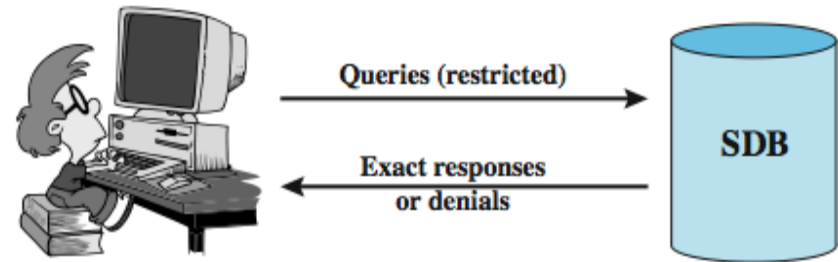 Queries (restricted)
SDB
Exact responses
or denials